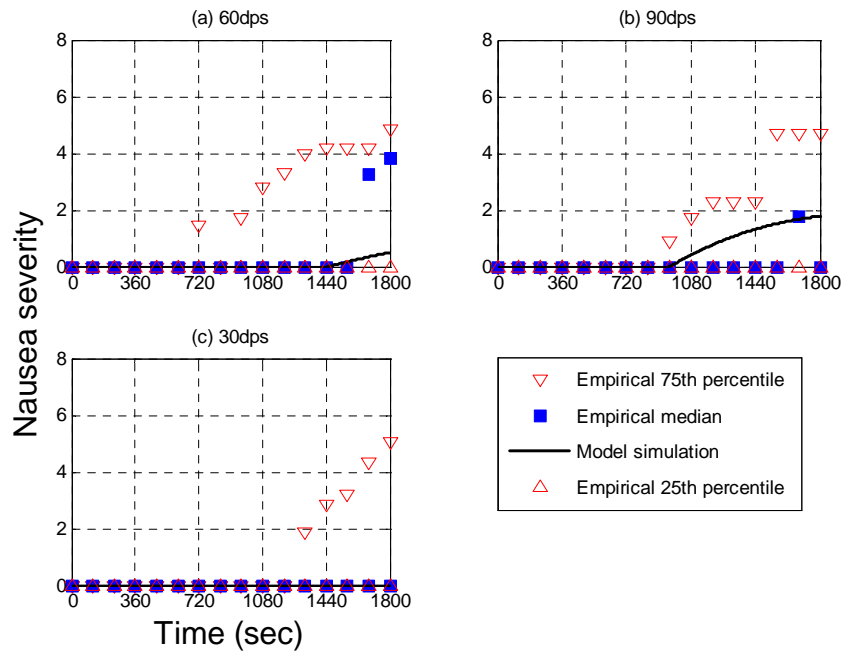 (a) 60dps
8
6
4
2
0
0 360 720 1080 1440 1800
(b) 90dps
8
6
4
2
0
0 360 720 1080 1440 1800
(c) 30dps
8
6
4
2
0
0 360 720 1080 1440 1800
Nausea severity
Time (sec)
Empirical 75th percentile
Empirical median
Model simulation
Empirical 25th percentile